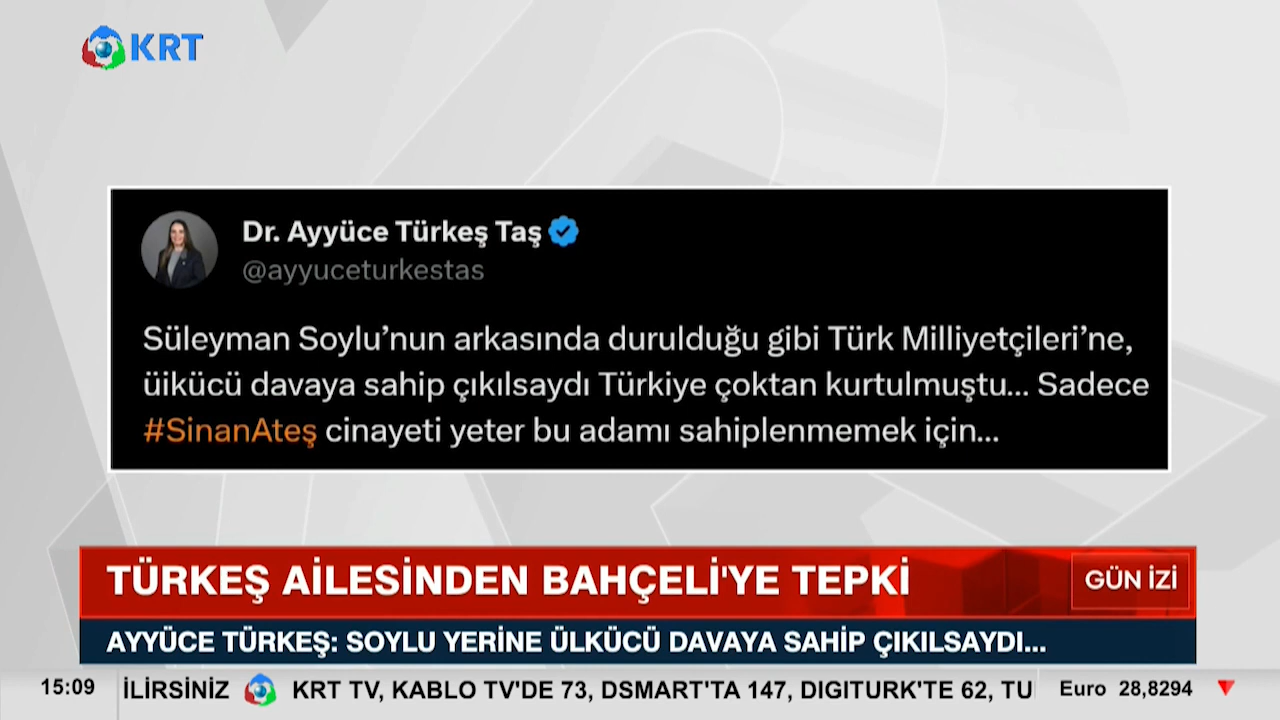 KRT
Dr. Ayyüce Türkeş Taş
@ayyuceturkestas
Süleyman Soylu’nun arkasında durulduğu gibi Türk Milliyetçileri’ne,
üikücü davaya sahip çıkılsaydı Türkiye çoktan kurtulmuştu... Sadece
#SinanAteş cinayeti yeter bu adamı sahiplenmemek için...
TÜRKEŞ AİLESİNDEN BAHÇELİ'YE TEPKİ
GÜN İZİ
AYYÜCE TÜRKEŞ: SOYLU YERİNE ÜLKÜCÜ DAVAYA SAHİP ÇIKILSAYDI...
15:09 İLİRSİNİZ KRT TV, KABLO TV'DE 73, DSMART'TA 147, DIGITURK'TE 62, TU Euro 28,8294